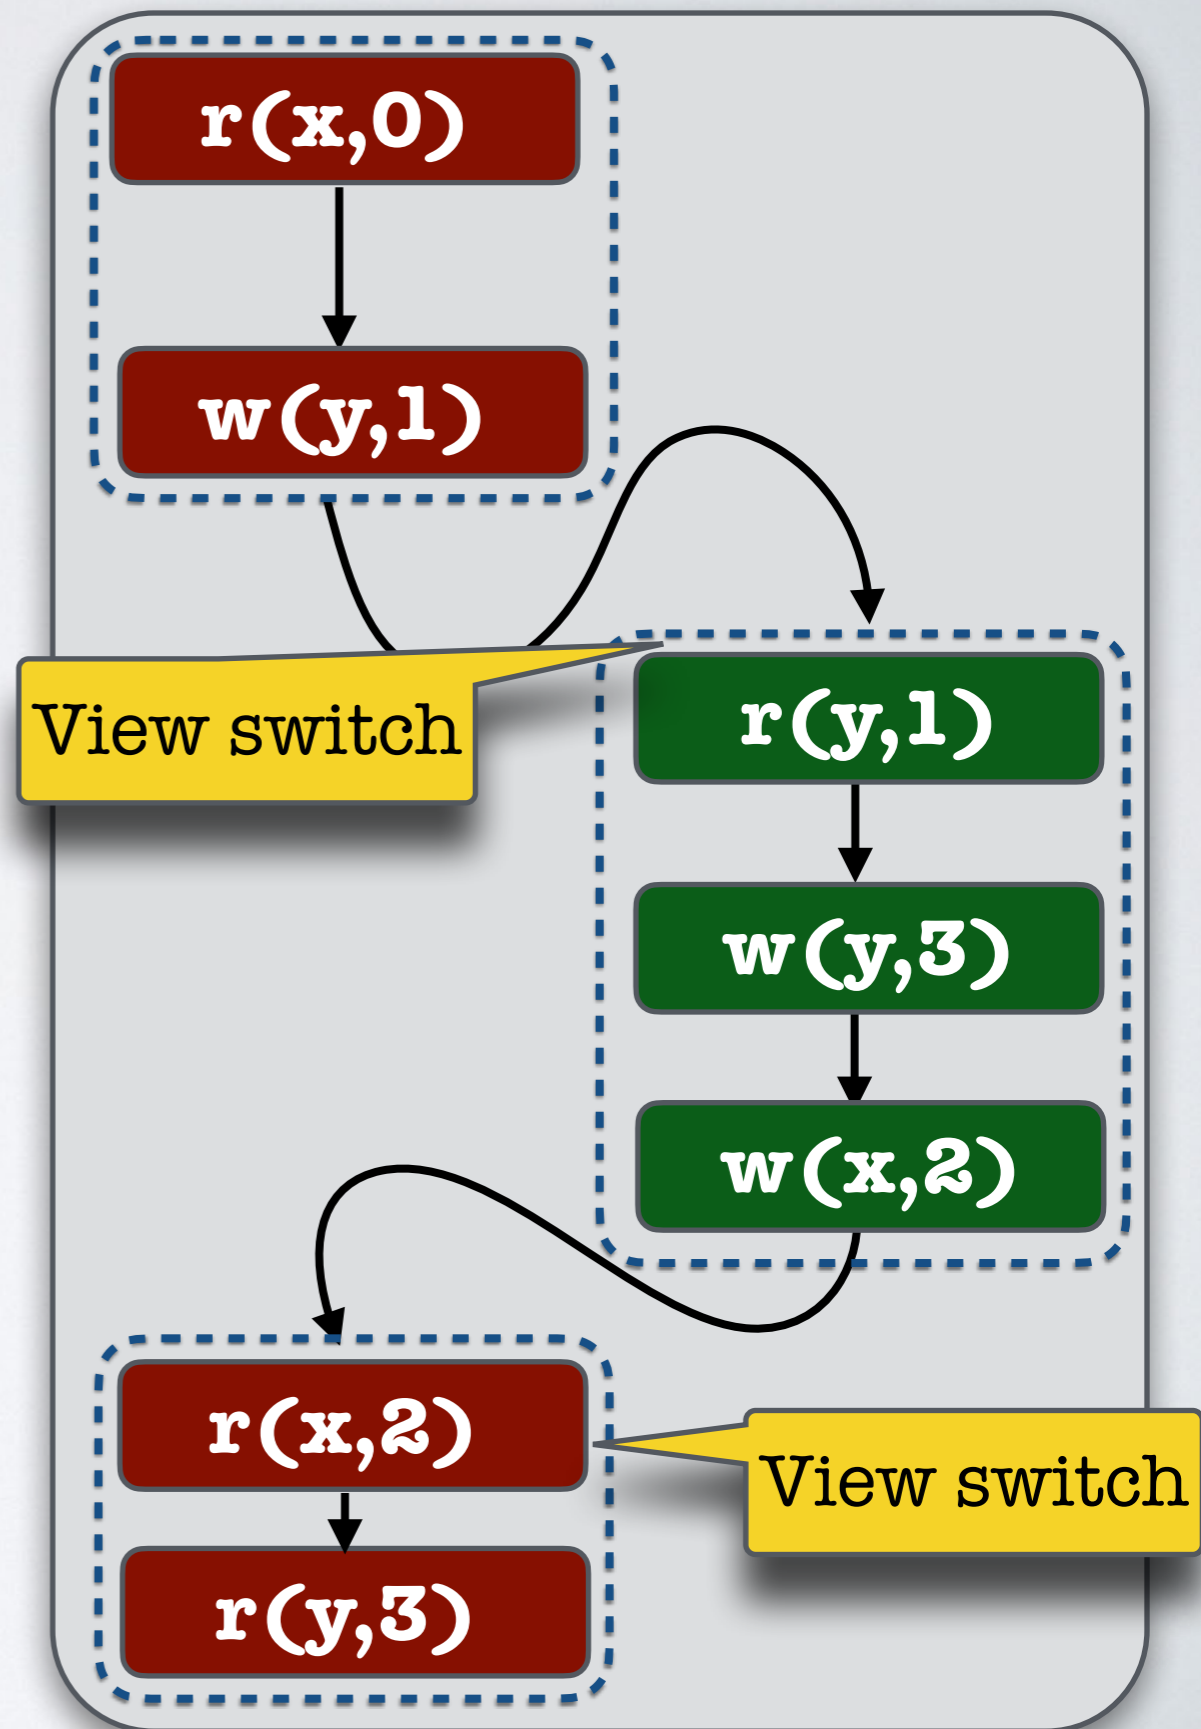 r(x,0)
w(y,1)
View switch
r(y,1)
w(y,3)
w(x,2)
r(x,2)
View switch
r(y,3)